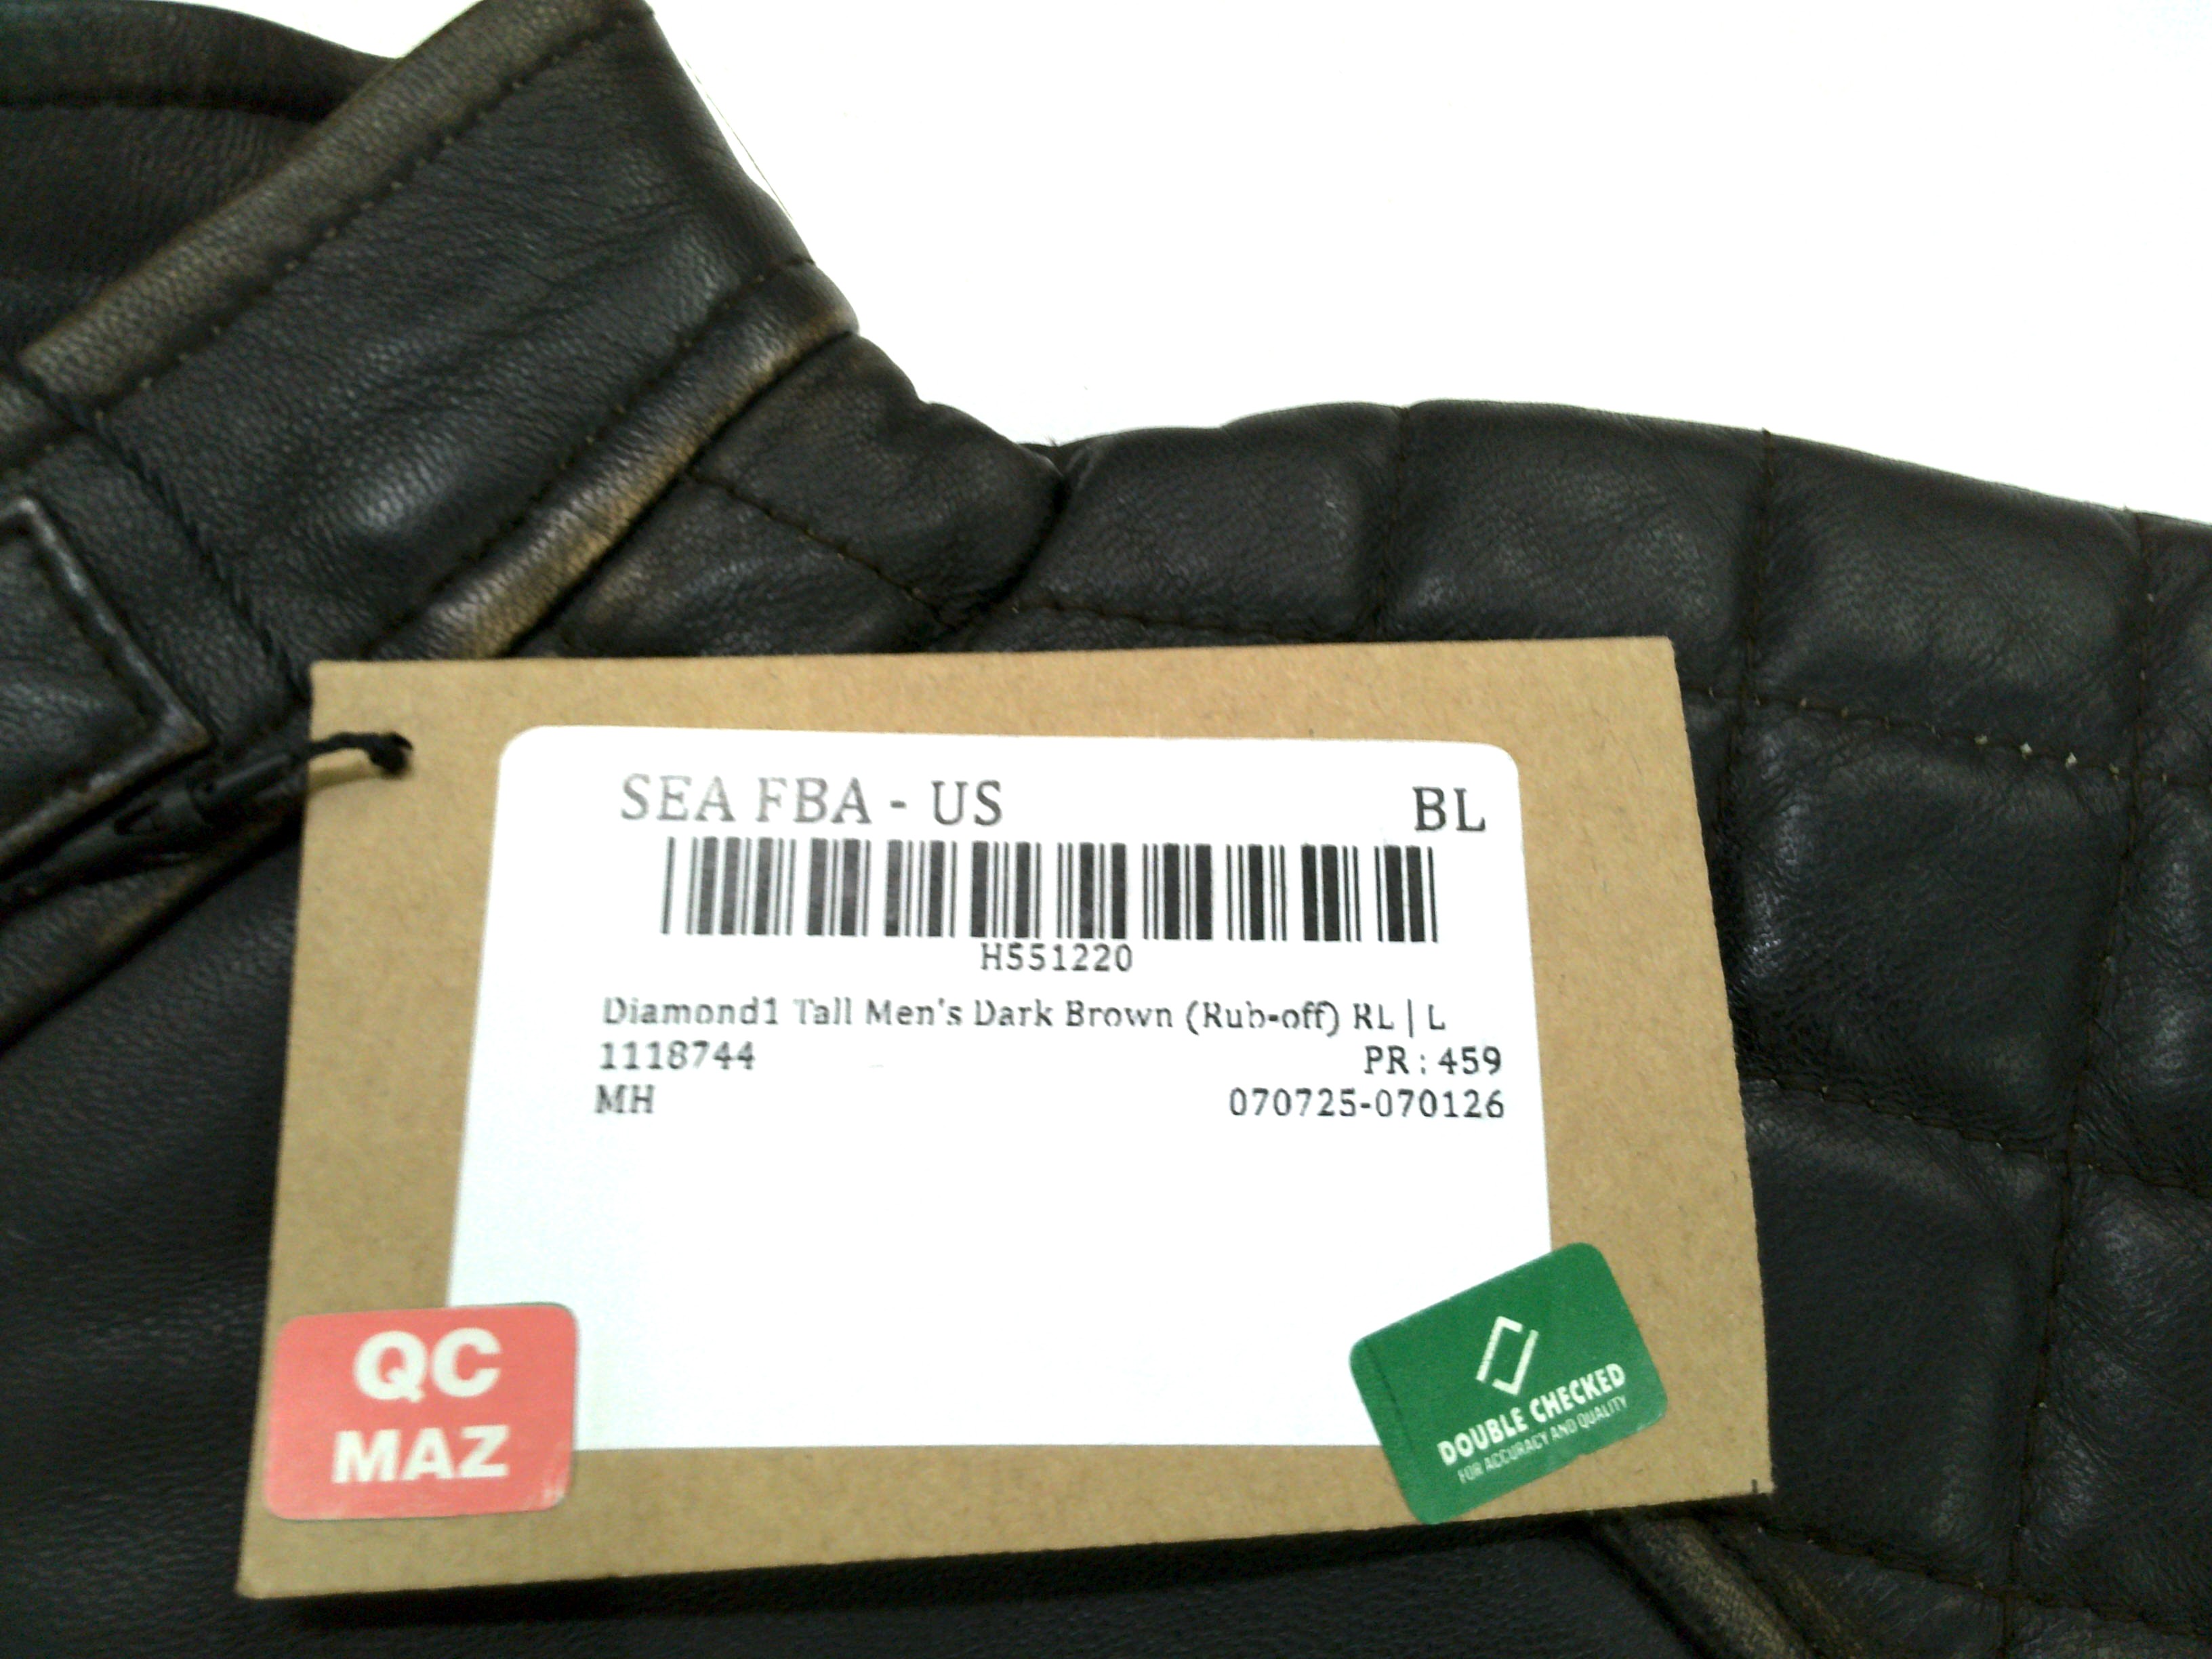 SEA FBA - US BL
H551220
Diamond1 Tall Men's Dark Brown (Rub-off) RL | L
1118744 PR : 459
MH 070725-070126
QC
MAZ
DOUBLE CHECKED
FOR ACCURACY AND QUALITY